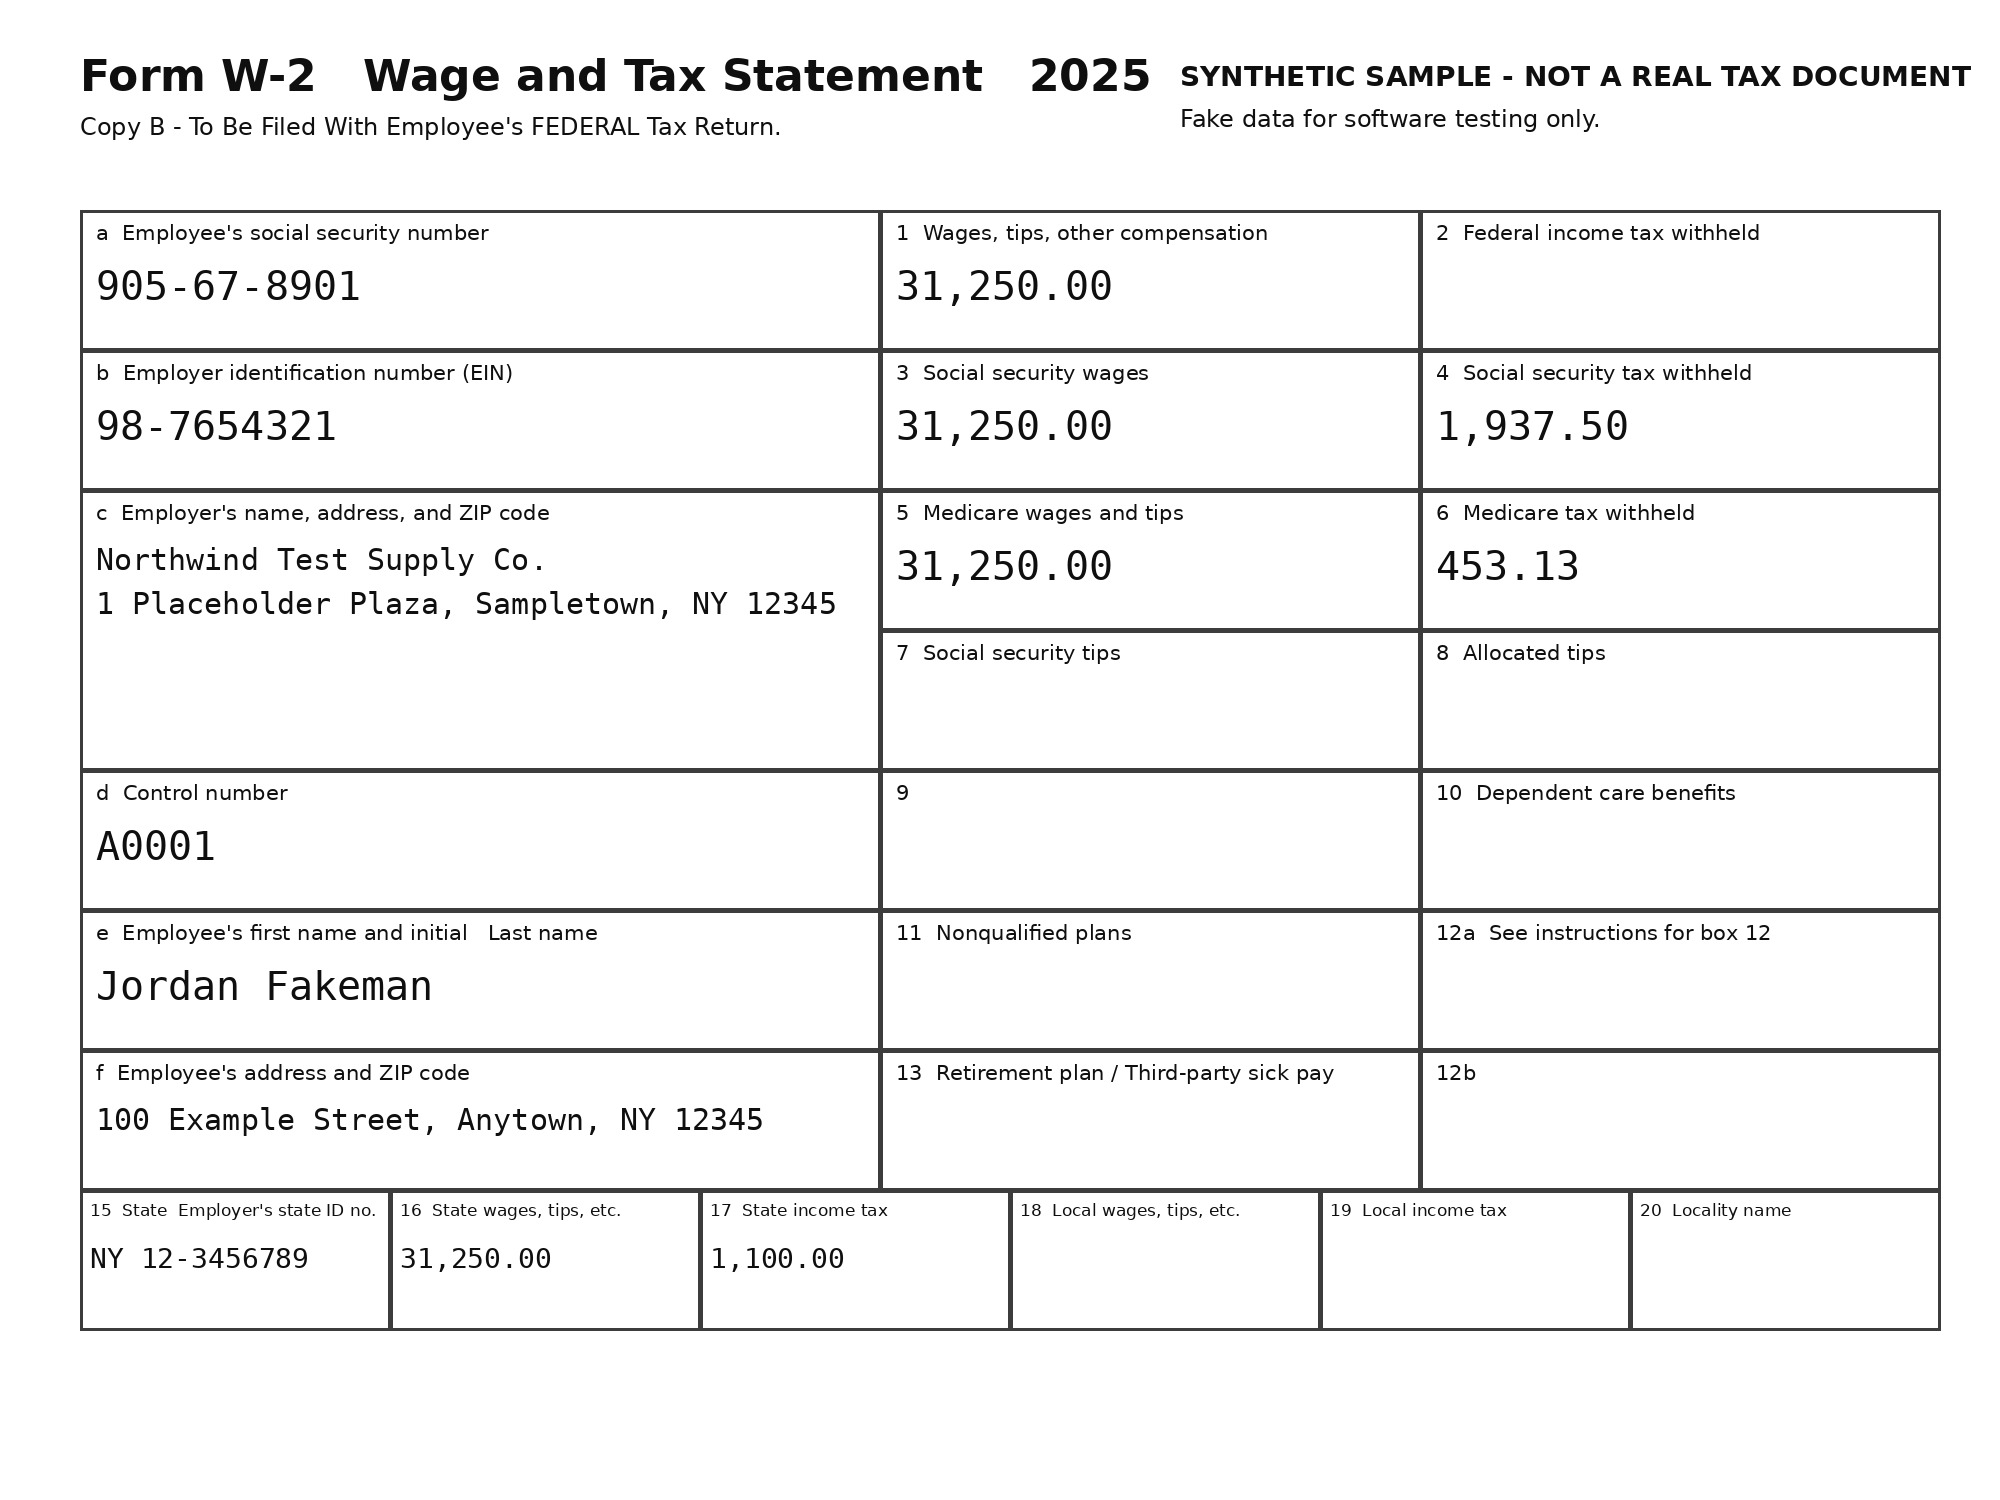 Form W-2   Wage and Tax Statement   2025
SYNTHETIC SAMPLE - NOT A REAL TAX DOCUMENT
Copy B - To Be Filed With Employee's FEDERAL Tax Return.
Fake data for software testing only.
a  Employee's social security number
905-67-8901
1  Wages, tips, other compensation
31,250.00
2  Federal income tax withheld
b  Employer identification number (EIN)
98-7654321
3  Social security wages
31,250.00
4  Social security tax withheld
1,937.50
c  Employer's name, address, and ZIP code
Northwind Test Supply Co.
1 Placeholder Plaza, Sampletown, NY 12345
5  Medicare wages and tips
31,250.00
6  Medicare tax withheld
453.13
7  Social security tips
8  Allocated tips
d  Control number
A0001
9
10  Dependent care benefits
e  Employee's first name and initial   Last name
Jordan Fakeman
11  Nonqualified plans
12a  See instructions for box 12
f  Employee's address and ZIP code
100 Example Street, Anytown, NY 12345
13  Retirement plan / Third-party sick pay
12b
15  State  Employer's state ID no.
NY 12-3456789
16  State wages, tips, etc.
31,250.00
17  State income tax
1,100.00
18  Local wages, tips, etc.
19  Local income tax
20  Locality name